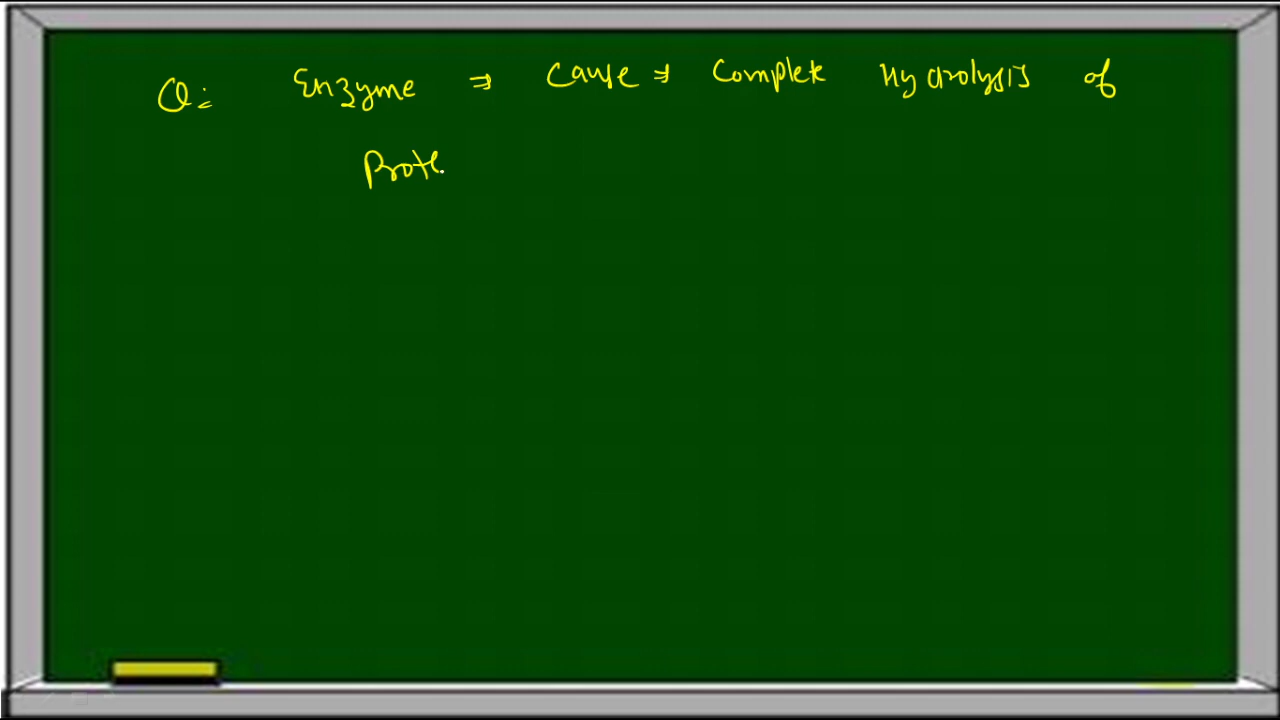 Q: Enzyme ⇒ Cause ⇒ Complete Hydrolysis of
Prote